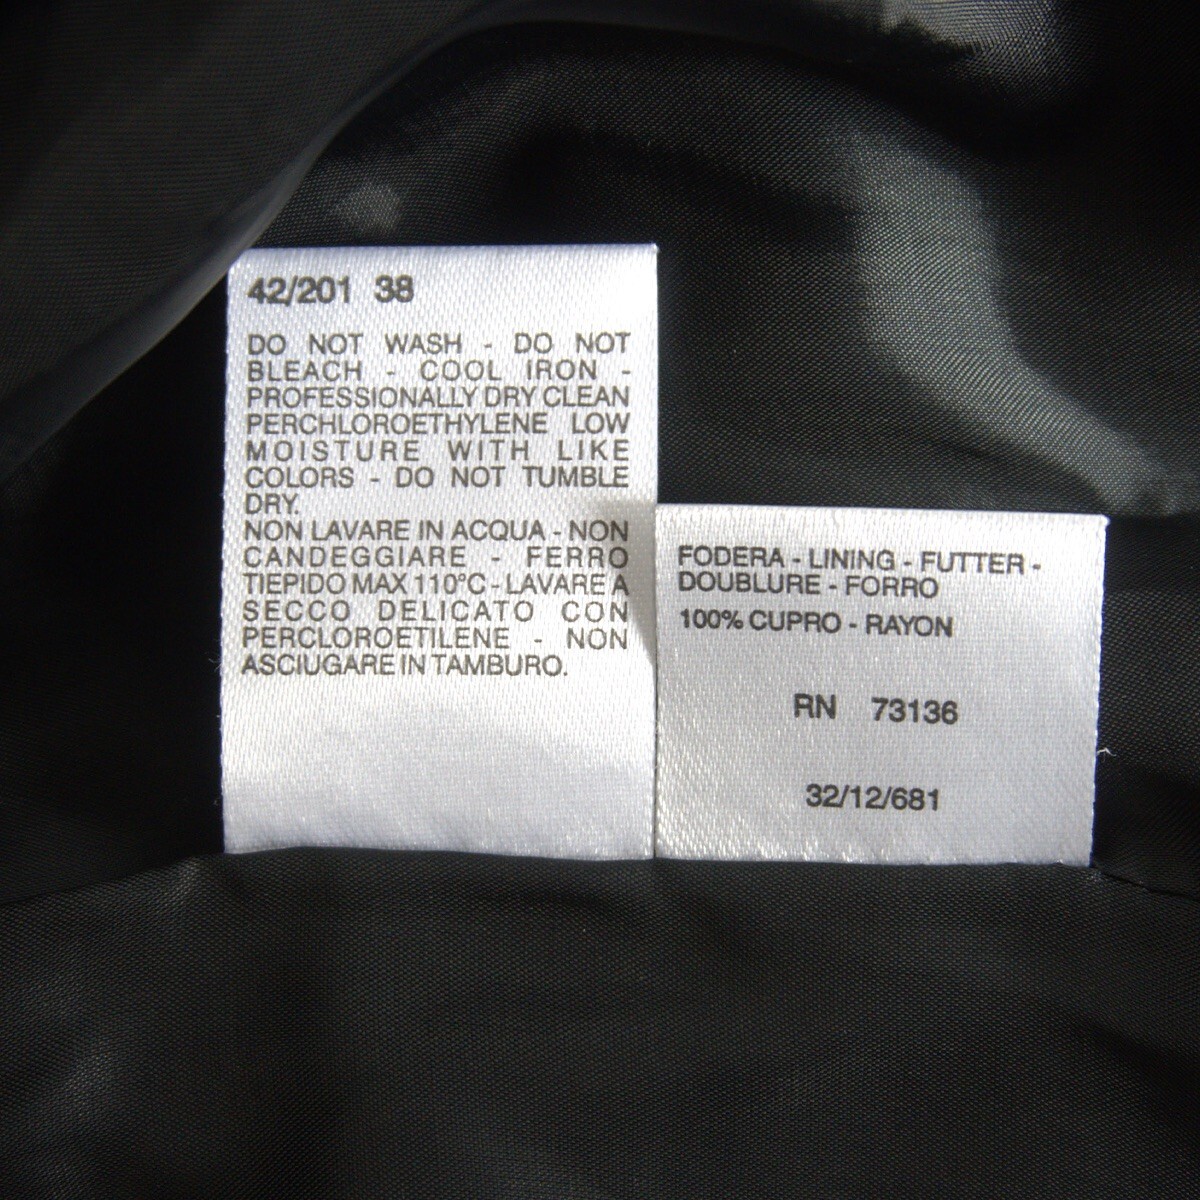 42/201 38
DO NOT WASH - DO NOT
BLEACH - COOL IRON -
PROFESSIONALLY DRY CLEAN
PERCHLOROETHYLENE LOW
MOISTURE WITH LIKE
COLORS - DO NOT TUMBLE
DRY.
NON LAVARE IN ACQUA - NON
CANDEGGIARE - FERRO
TIEPIDO MAX 110°C - LAVARE A
SECCO DELICATO CON
PERCLOROETILENE - NON
ASCIUGARE IN TAMBURO.
FODERA - LINING - FUTTER -
DOUBLURE - FORRO
100% CUPRO - RAYON
RN 73136
32/12/681